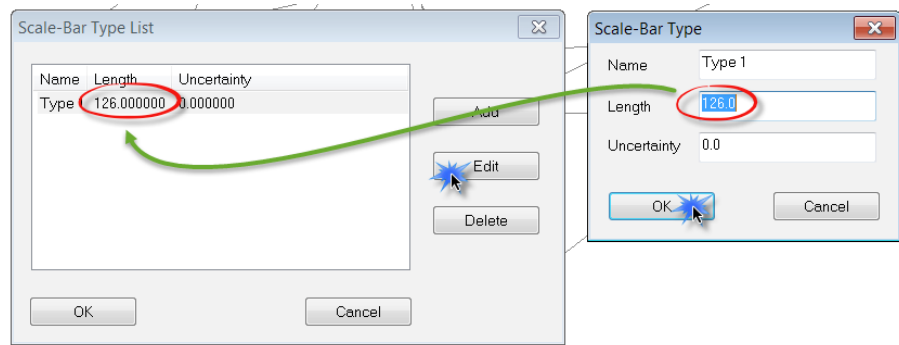 Scale-Bar Type List
Name Length Uncertainty
Type 126.000000 0.000000
Add
Edit
Delete
OK
Cancel
Scale-Bar Type
Name Type 1
Length 126.0
Uncertainty 0.0
OK
Cancel